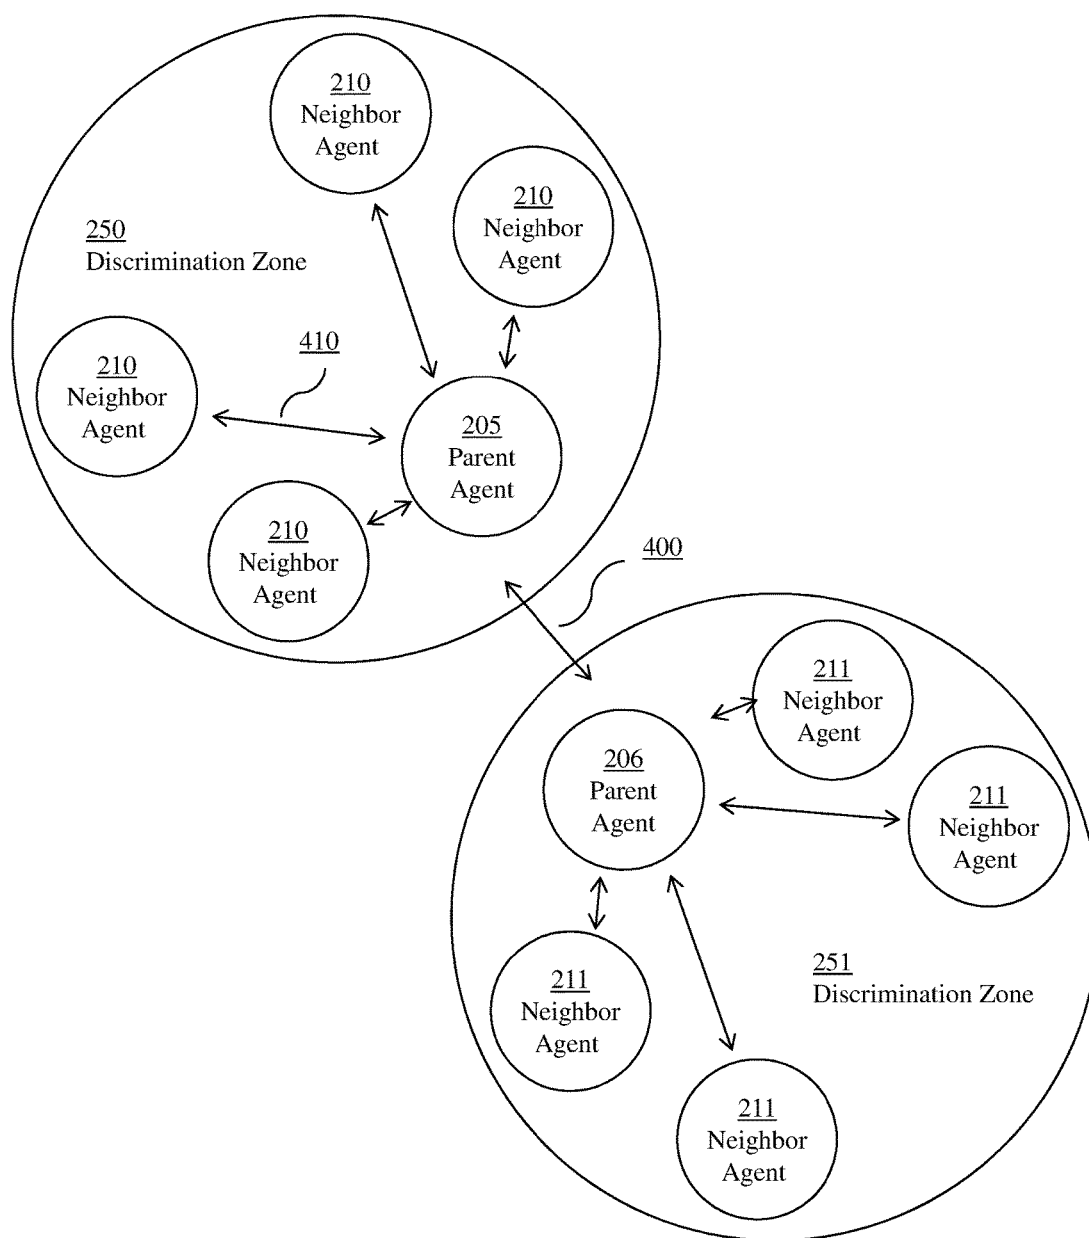 210
Neighbor
Agent
210
Neighbor
Agent
250
Discrimination Zone
410
210
Neighbor
Agent
205
Parent
Agent
210
Neighbor
Agent
400
211
Neighbor
Agent
206
Parent
Agent
211
Neighbor
Agent
251
Discrimination Zone
211
Neighbor
Agent
211
Neighbor
Agent